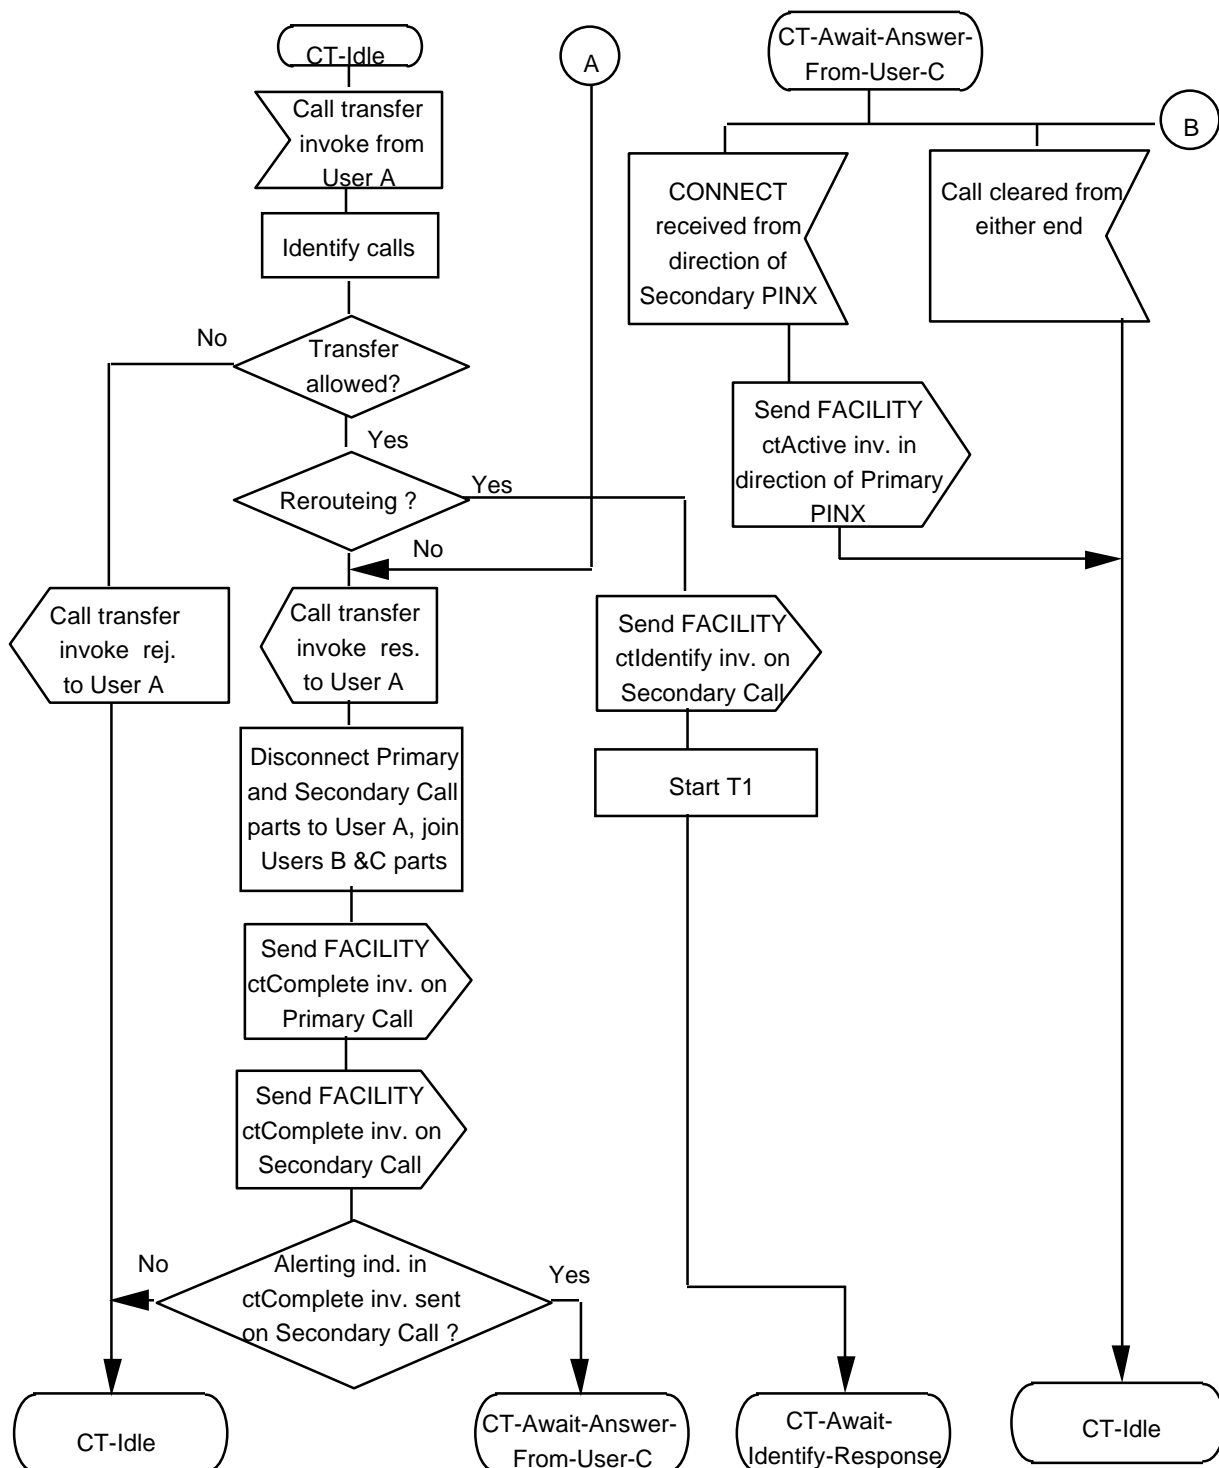 CT-Idle
Call transfer
invoke from
User A
Identify calls
No
Transfer
allowed?
Yes
Rerouteing ?
Yes
No
A
Call transfer
invoke rej.
to User A
Call transfer
invoke res.
to User A
Send FACILITY
ctIdentify inv. on
Secondary Call
Disconnect Primary
and Secondary Call
parts to User A, join
Users B &C parts
Start T1
Send FACILITY
ctComplete inv. on
Primary Call
Send FACILITY
ctComplete inv. on
Secondary Call
No
Alerting ind. in
ctComplete inv. sent
on Secondary Call ?
Yes
CT-Idle
CT-Await-Answer-
From-User-C
CT-Await-
Identify-Response
CT-Await-Answer-
From-User-C
B
CONNECT
received from
direction of
Secondary PINX
Call cleared from
either end
Send FACILITY
ctActive inv. in
direction of Primary
PINX
CT-Idle